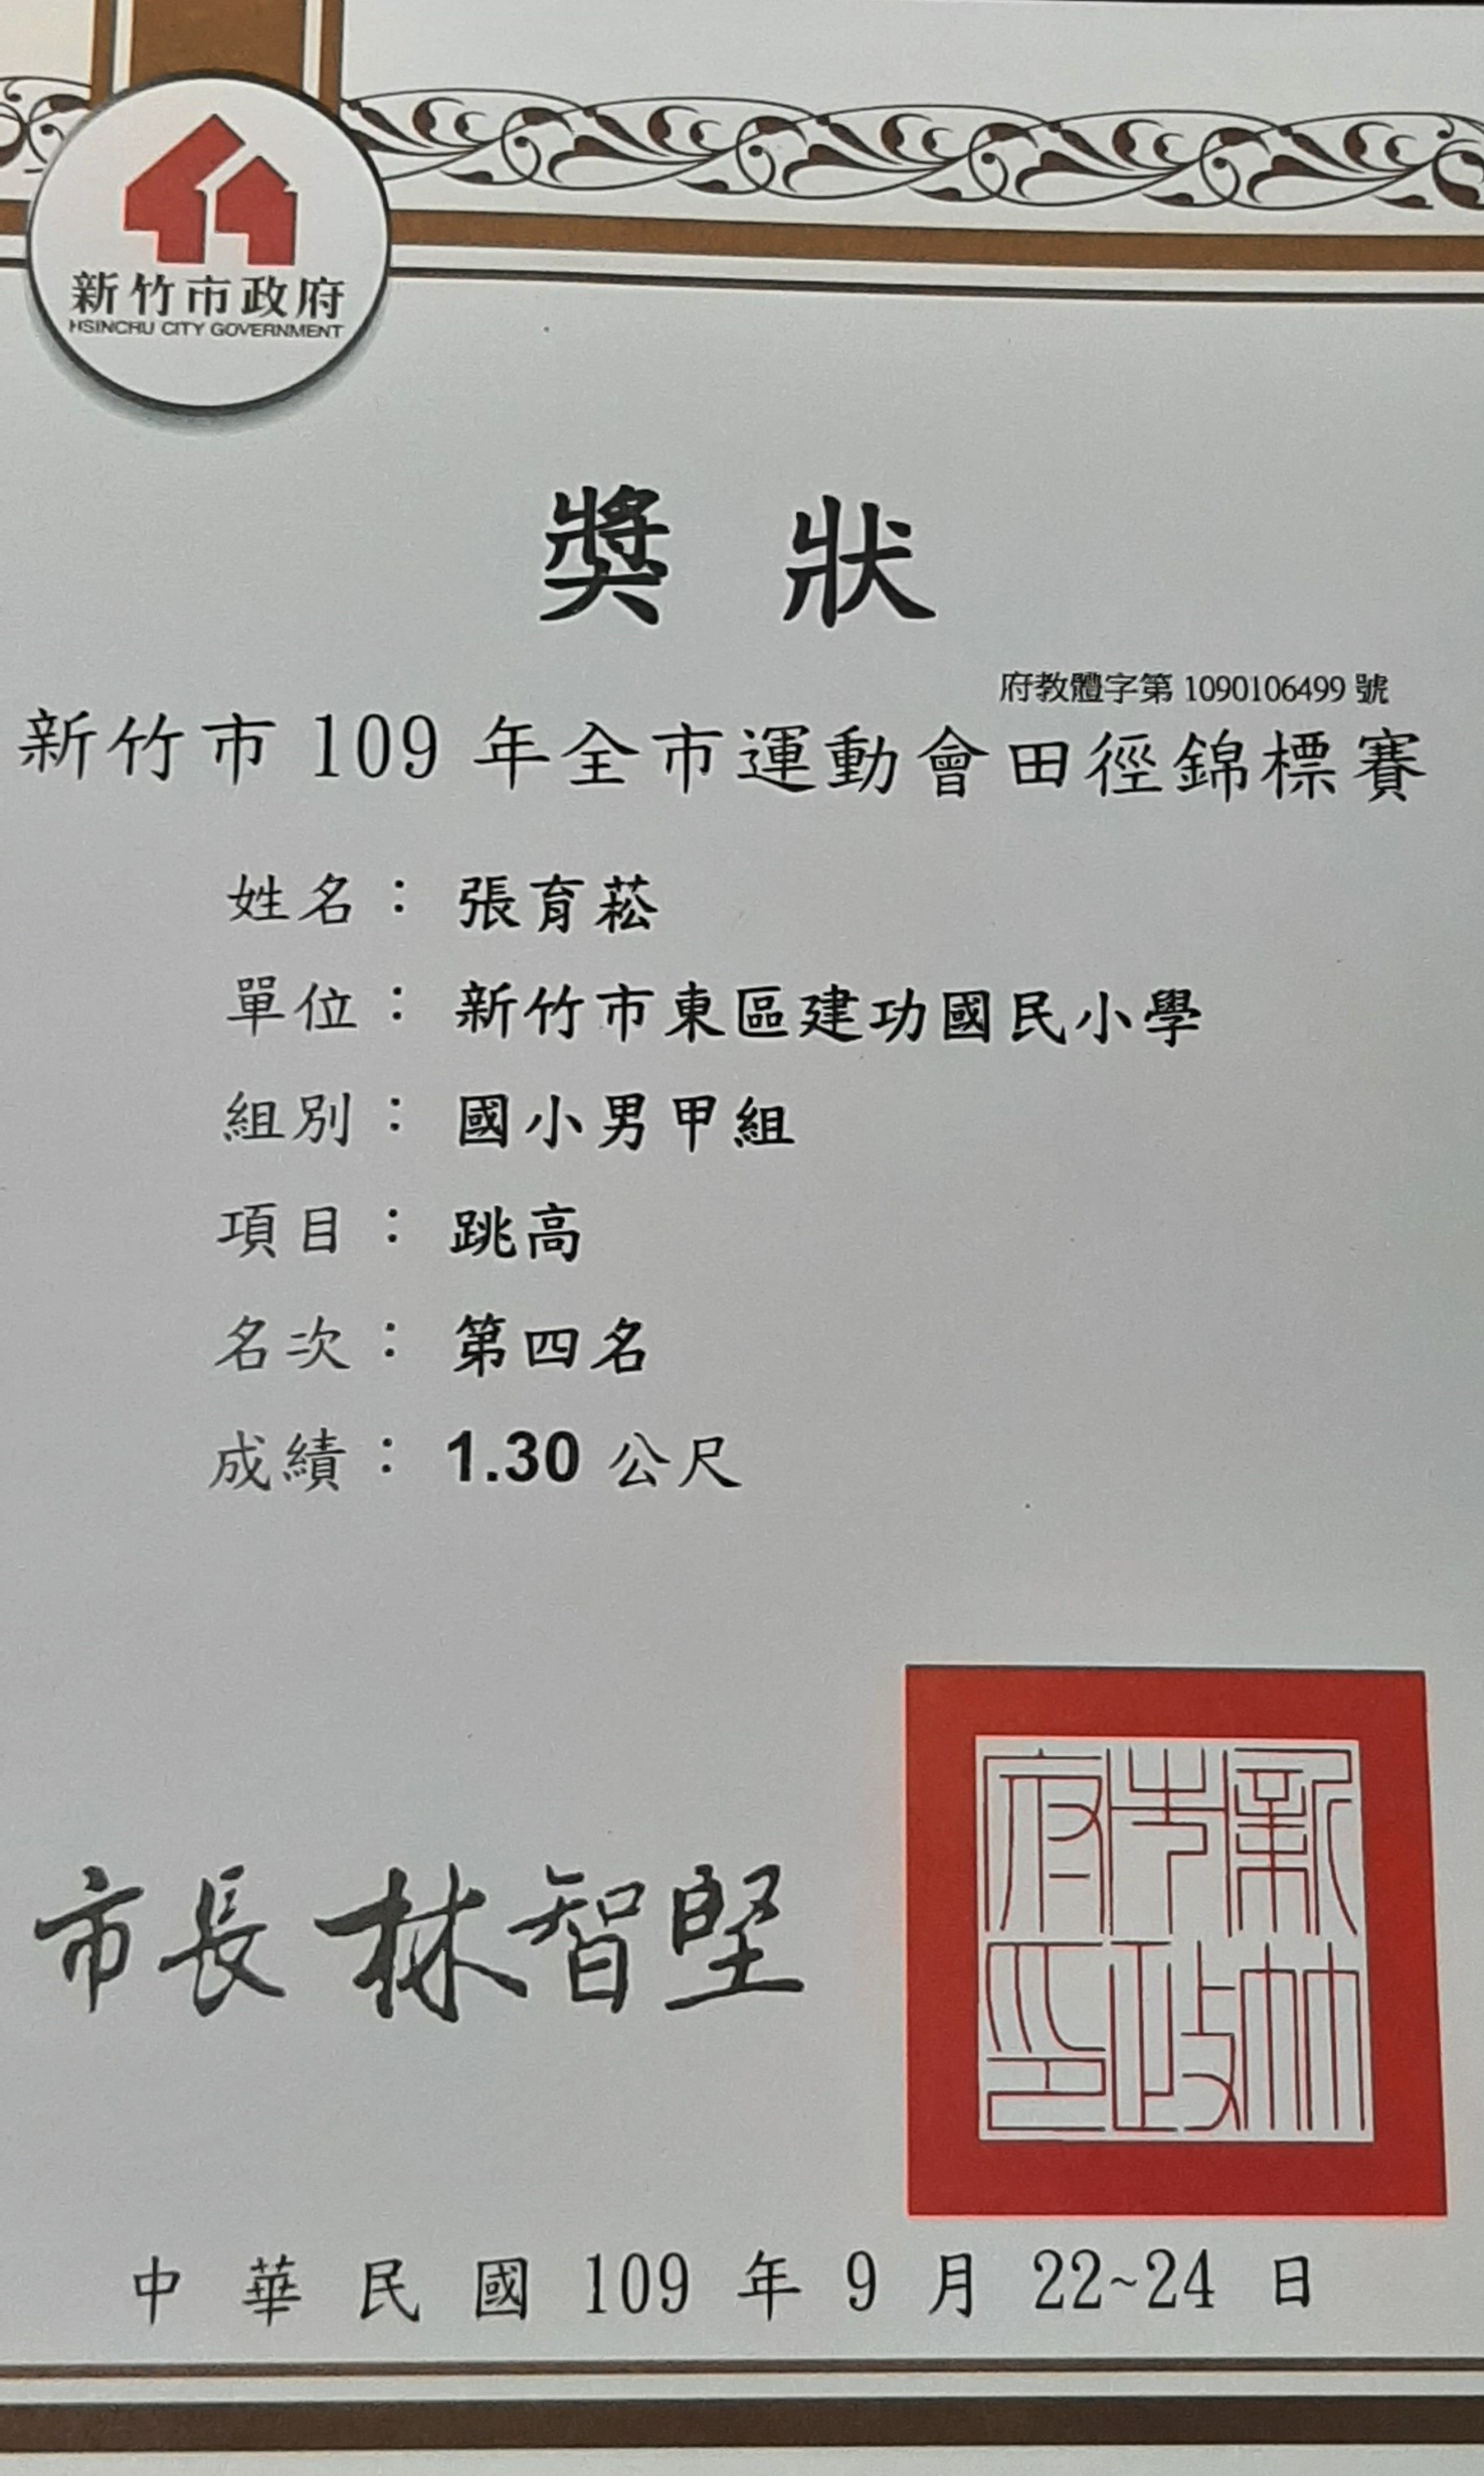 新竹市政府
HSINCHU CITY GOVERNMENT
獎狀
府教體字第 1090106499 號
新竹市 109 年全市運動會田徑錦標賽
姓名：張育菘
單位：新竹市東區建功國民小學
組別：國小男甲組
項目：跳高
名次：第四名
成績：1.30 公尺
市長 林智堅
新竹市政府印
中華民國 109 年 9 月 22~24 日